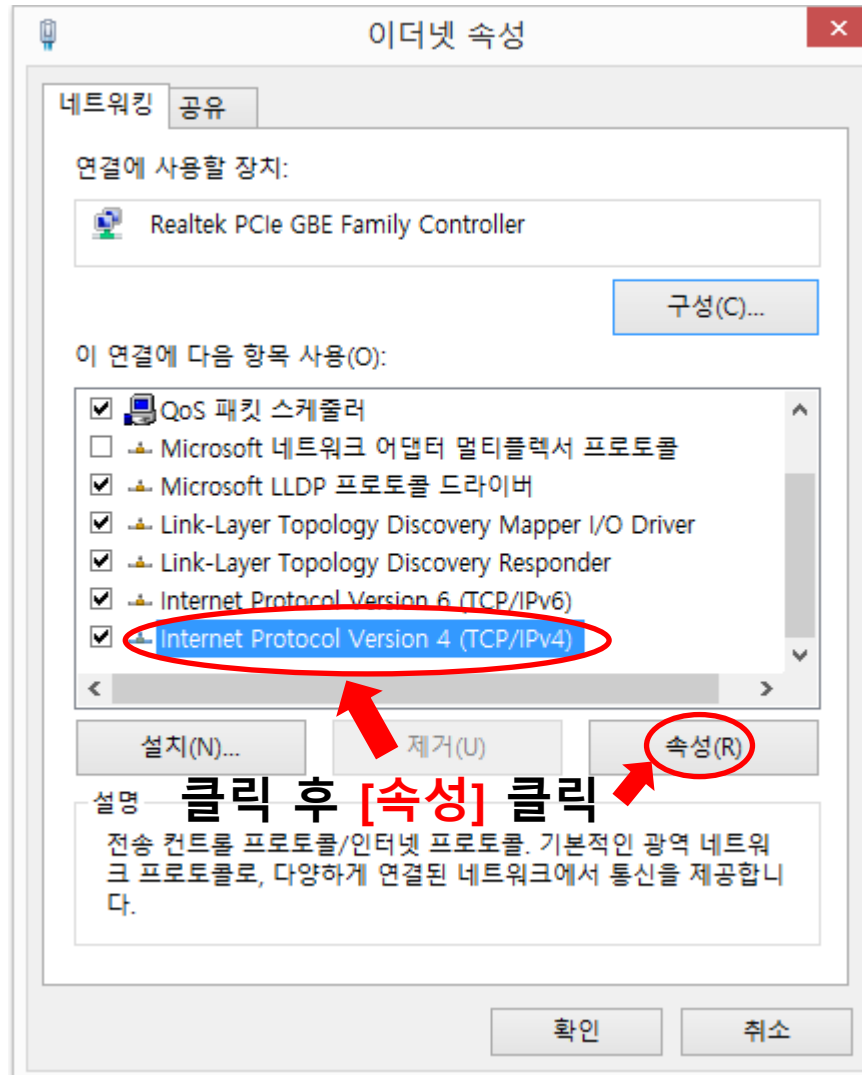 이더넷 속성
네트워킹
공유
연결에 사용할 장치:
Realtek PCIe GBE Family Controller
구성(C)...
이 연결에 다음 항목 사용(O):
QoS 패킷 스케줄러
Microsoft 네트워크 어댑터 멀티플렉서 프로토콜
Microsoft LLDP 프로토콜 드라이버
Link-Layer Topology Discovery Mapper I/O Driver
Link-Layer Topology Discovery Responder
Internet Protocol Version 6 (TCP/IPv6)
Internet Protocol Version 4 (TCP/IPv4)
설치(N)...
제거(U)
속성(R)
클릭 후 [속성] 클릭
설명
전송 컨트롤 프로토콜/인터넷 프로토콜. 기본적인 광역 네트워
크 프로토콜로, 다양하게 연결된 네트워크에서 통신을 제공합니
다.
확인
취소